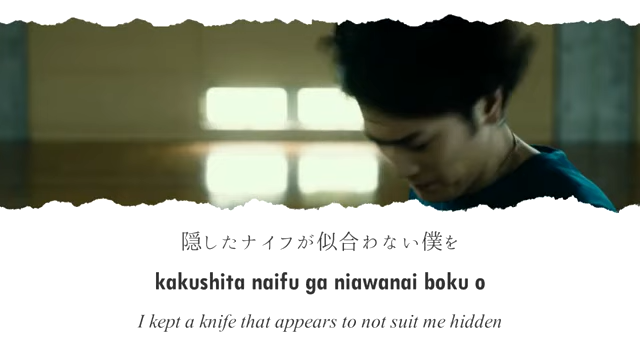 隠したナイフが似合わない僕を
kakushita naifu ga niawanai boku o
I kept a knife that appears to not suit me hidden